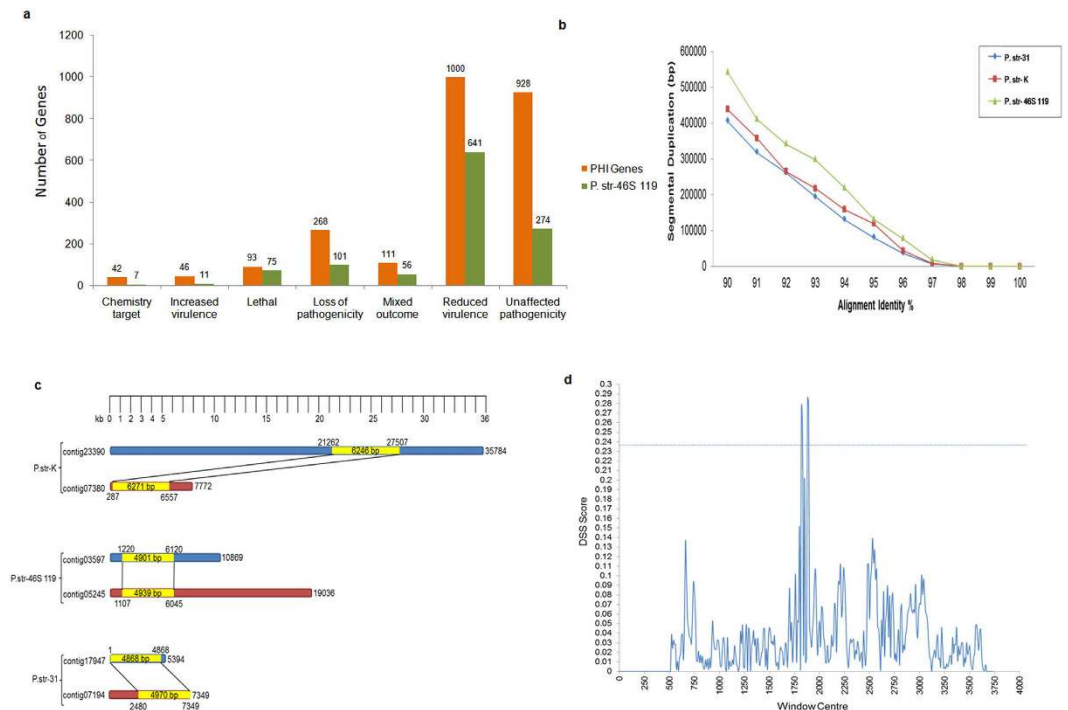 a
Number of Genes
1200
1000
800
600
400
200
0
42
7
46
11
93
75
268
101
111
56
1000
641
928
274
Chemistry target
Increased virulence
Lethal
Loss of pathogenicity
Mixed outcome
Reduced virulence
Unaffected pathogenicity
PHI Genes
P. str-46S 119
b
Segmental Duplication (bp)
600000
500000
400000
300000
200000
100000
0
90 91 92 93 94 95 96 97 98 99 100
Alignment Identity %
P. str-31
P. str- K
P. str- 46S 119
c
kb 0 1 2 3 4 5 10 15 20 25 30 36
P.str-K
contig23390
21262 27507
6246 bp
35784
contig07380
6271 bp
7772
287 6557
P.str-46S 119
contig03597
1220 6120
4901 bp
10869
contig05245
4939 bp
19036
1107 6045
P.str-31
contig17947
1 4868
4868 bp
5394
contig07194
4970 bp
7349
2480 7349
d
DSS Score
0.3
0.29
0.28
0.27
0.26
0.25
0.24
0.23
0.22
0.21
0.2
0.19
0.18
0.17
0.16
0.15
0.14
0.13
0.12
0.11
0.1
0.09
0.08
0.07
0.06
0.05
0.04
0.03
0.02
0.01
0
0 250 500 750 1000 1250 1500 1750 2000 2250 2500 2750 3000 3250 3500 3750 4000
Window Centre